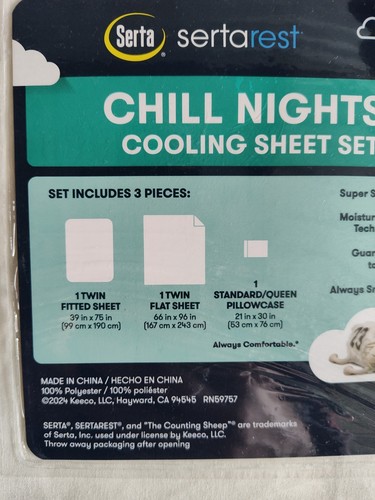 Serta® sertarest
CHILL NIGHTS
COOLING SHEET SET
SET INCLUDES 3 PIECES:
Super S
Moistur
Tech
Guar
to
Always Sm
1 TWIN
FITTED SHEET
39 in x 75 in
(99 cm x 190 cm)
1 TWIN
FLAT SHEET
66 in x 96 in
(167 cm x 243 cm)
1
STANDARD/QUEEN
PILLOWCASE
21 in x 30 in
(53 cm x 76 cm)
Always Comfortable.®
MADE IN CHINA / HECHO EN CHINA
100% Polyester / 100% poliéster
©2024 Keeco, LLC, Hayward, CA 94545 RN59757
SERTA®, SERTAREST®, and "The Counting Sheep"® are trademarks
of Serta, Inc. used under license by Keeco, LLC.
Throw away packaging after opening